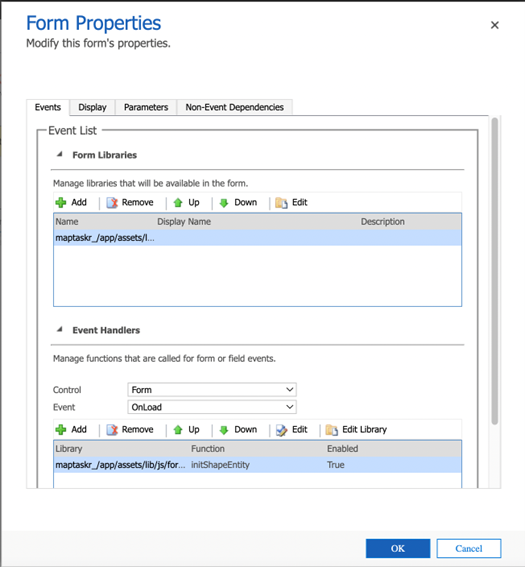 Form Properties
Modify this form's properties.
Events Display Parameters Non-Event Dependencies
Event List
Form Libraries
Manage libraries that will be available in the form.
Add Remove Up Down Edit
Name Display Name Description
maptaskr_/app/assets/l...
Event Handlers
Manage functions that are called for form or field events.
Control Form
Event OnLoad
Add Remove Up Down Edit Edit Library
Library Function Enabled
maptaskr_/app/assets/lib/js/for... initShapeEntity True
OK Cancel